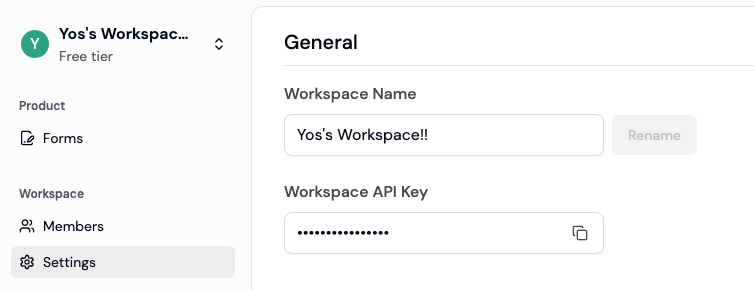 Y
Yos's Workspac...
Free tier
Product
Forms
Workspace
Members
Settings
General
Workspace Name
Yos's Workspace!!
Rename
Workspace API Key
••••••••••••••••